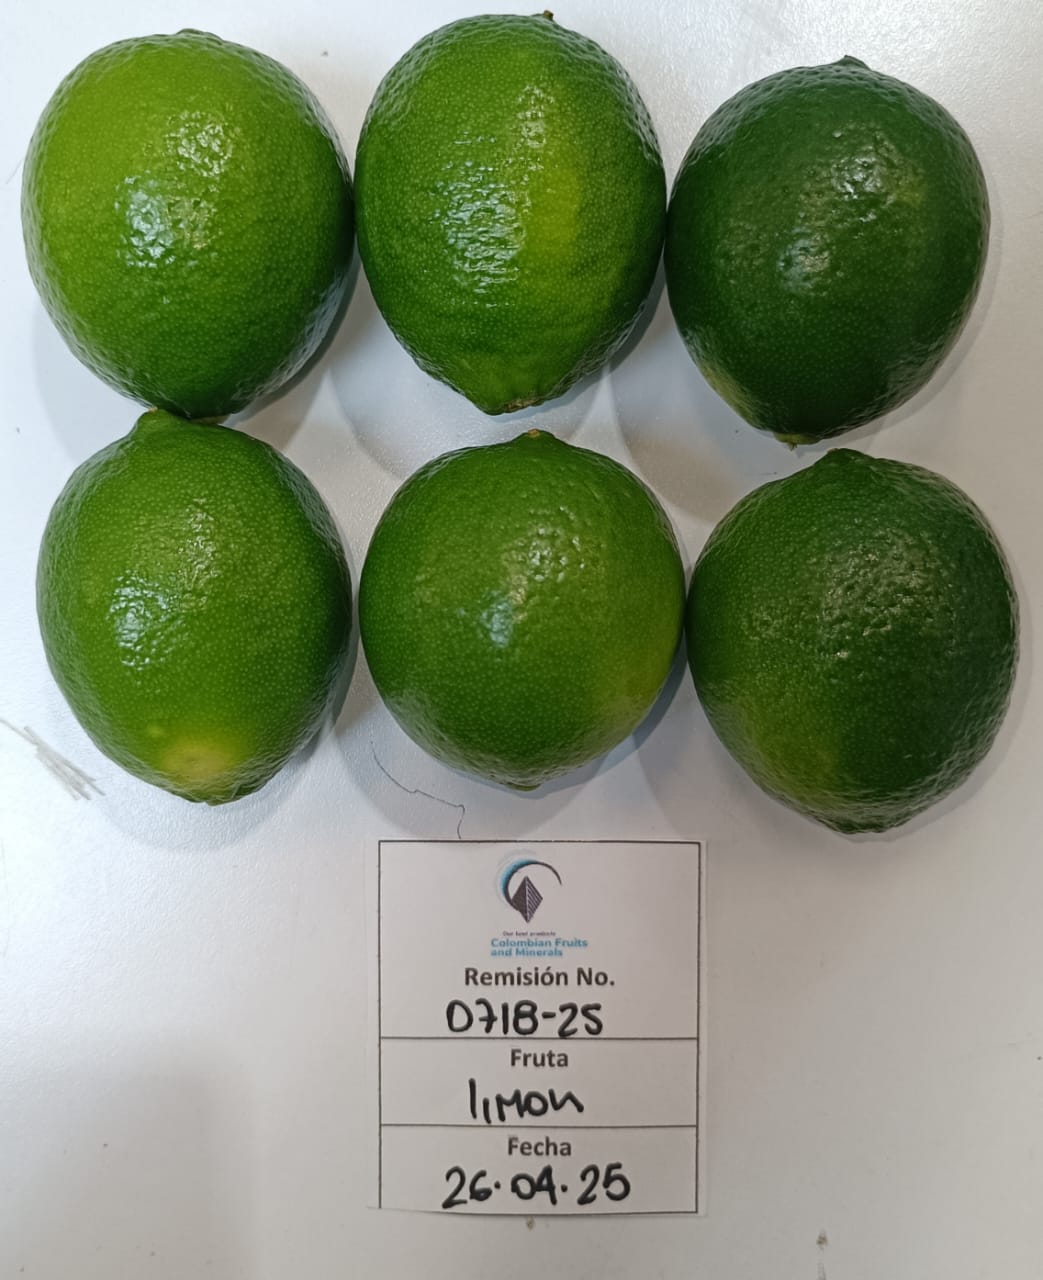 Our best products
Colombian Fruits
and Minerals
Remisión No.
0718-25
Fruta
limon
Fecha
26.04.25